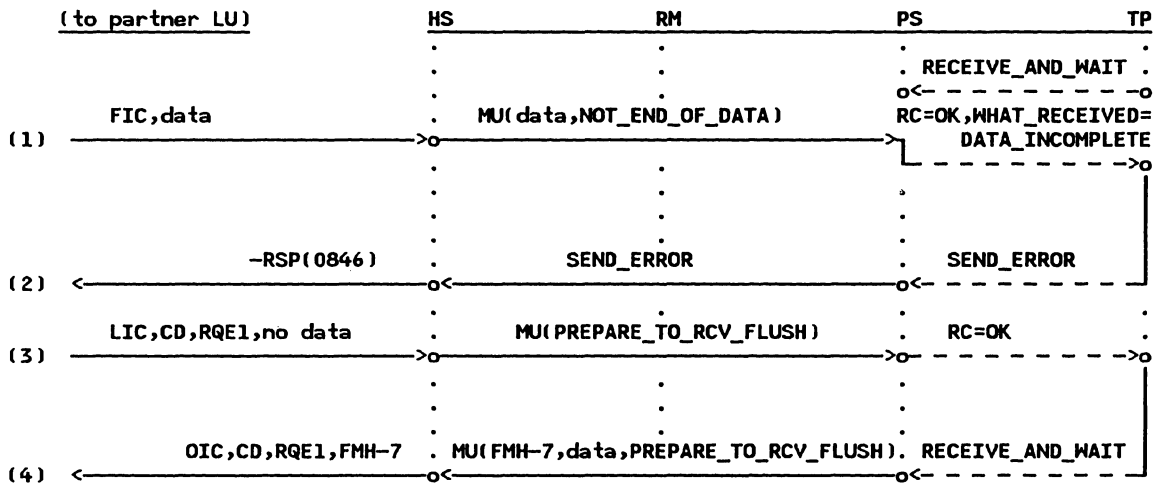 (to partner LU) HS RM PS TP
RECEIVE_AND_WAIT
FIC,data MU(data,NOT_END_OF_DATA) RC=OK,WHAT_RECEIVED=
(1) DATA_INCOMPLETE
-RSP(0846) SEND_ERROR SEND_ERROR
(2)
LIC,CD,RQE1,no data MU(PREPARE_TO_RCV_FLUSH) RC=OK
(3)
OIC,CD,RQE1,FMH-7 MU(FMH-7,data,PREPARE_TO_RCV_FLUSH) RECEIVE_AND_WAIT
(4)